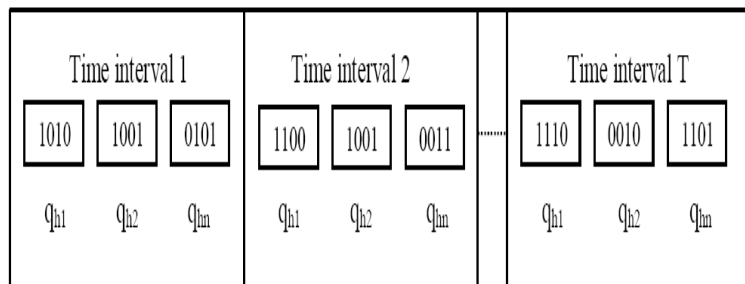 Time interval 1
Time interval 2
Time interval T
1010 1001 0101
1100 1001 0011
1110 0010 1101
qh1 qh2 qhn
qh1 qh2 qhn
qh1 qh2 qhn